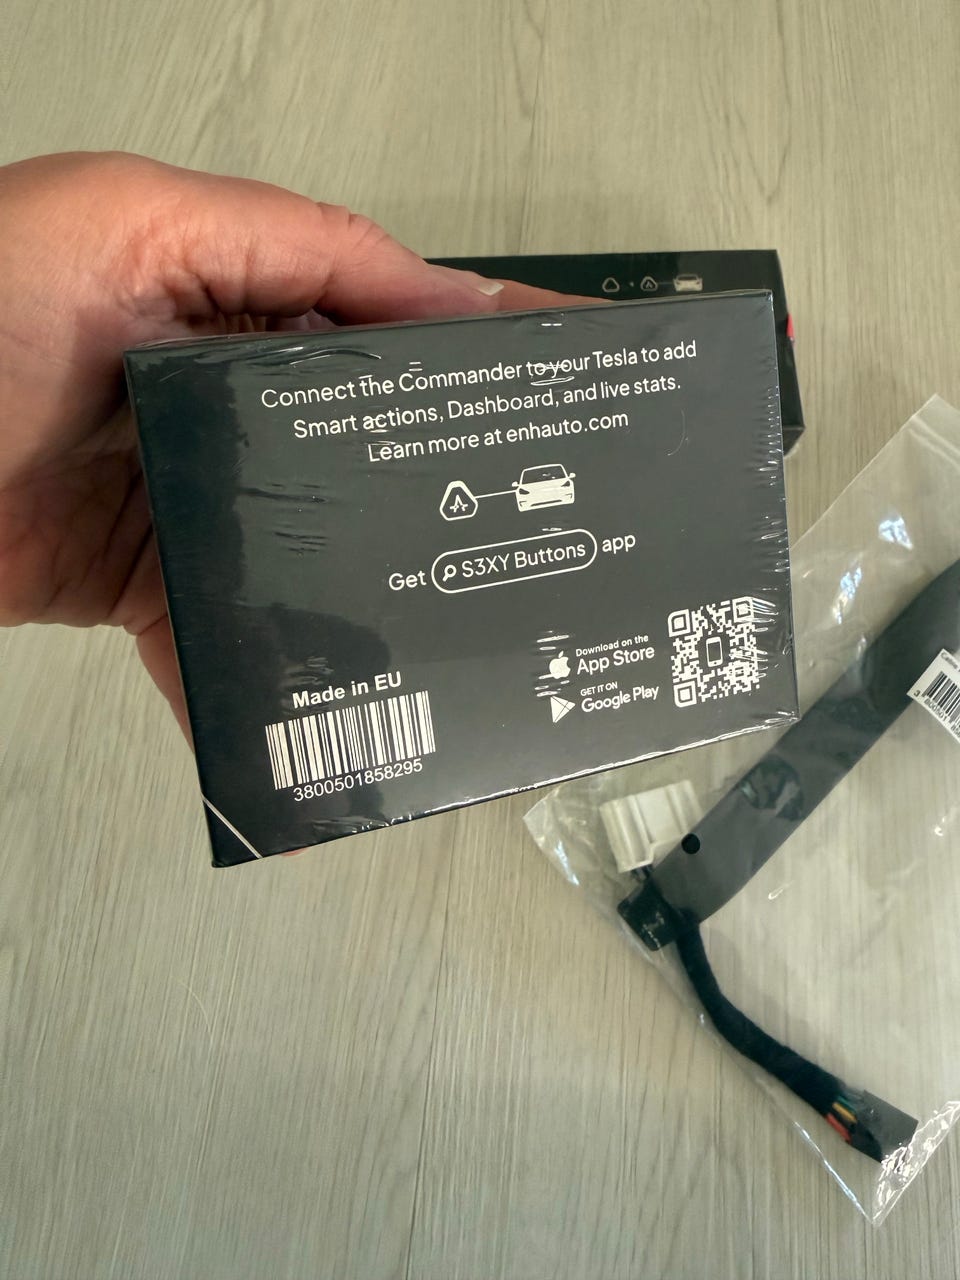 Connect the Commander to your Tesla to add
Smart actions, Dashboard, and live stats.
Learn more at enhauto.com
Get S3XY Buttons app
Download on the
App Store
GET IT ON
Google Play
Made in EU
3800501858295